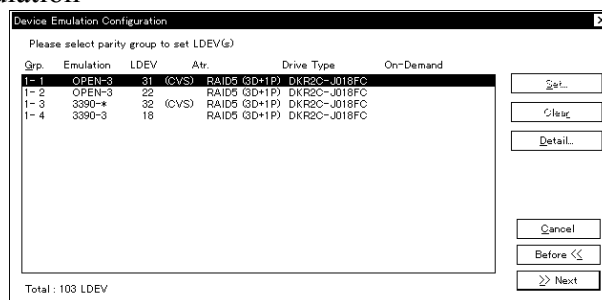 ulation
Device Emulation Configuration
Please select parity group to set LDEV(s)
Grp. Emulation LDEV Atr. Drive Type On-Demand
1- 1 OPEN-3 31 (CVS) RAID5 (3D+1P) DKR2C-J018FC
1- 2 OPEN-3 22 RAID5 (3D+1P) DKR2C-J018FC
1- 3 3390-* 32 (CVS) RAID5 (3D+1P) DKR2C-J018FC
1- 4 3390-3 18 RAID5 (3D+1P) DKR2C-J018FC
Set...
Clear
Detail...
Cancel
Before <<
>> Next
Total : 103 LDEV